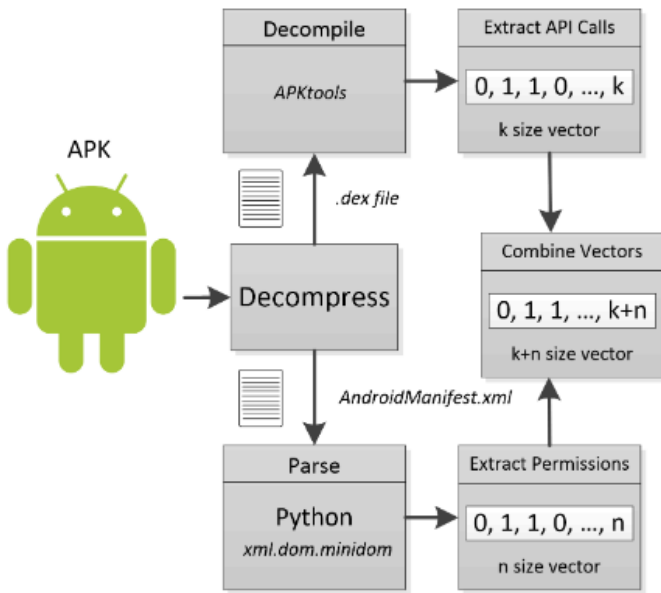 APK
Decompile
APKtools
Extract API Calls
0, 1, 1, 0, ..., k
k size vector
.dex file
Decompress
Combine Vectors
0, 1, 1, ..., k+n
k+n size vector
AndroidManifest.xml
Parse
Python
xml.dom.minidom
Extract Permissions
0, 1, 1, 0, ..., n
n size vector